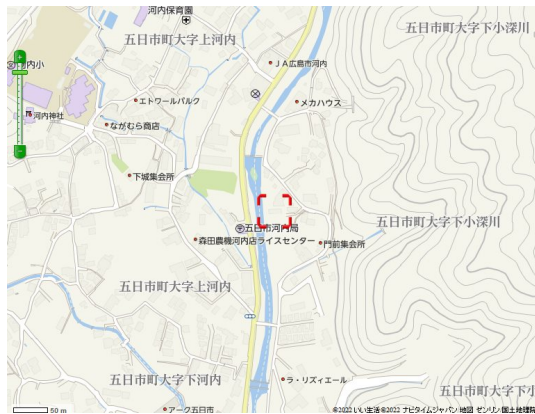 河内保育園
五日市町大字上河内
五日市町大字下小深川
JA広島市河内
河内小
エトワールパルク
メカハウス
河内神社
ながむら商店
下城集会所
五日市町大字下小深川
五日市河内局
森田農機河内店ライスセンター
門前集会所
五日市町大字上河内
五日市町大字下河内
ラ・リズィエール
五日市町大字下小
アーク五日市
50 m
©2022 いい生活 ©2022 ナビタイムジャパン 地図 ゼンリン 国土地理院